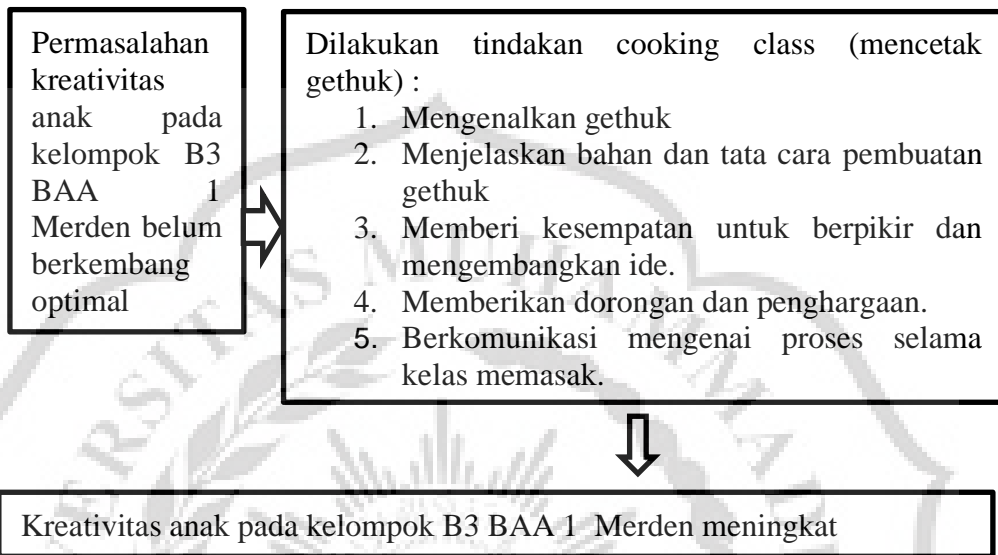 Permasalahan
kreativitas
anak pada
kelompok B3
BAA 1
Merden belum
berkembang
optimal
Dilakukan tindakan cooking class (mencetak
gethuk) :
1. Mengenalkan gethuk
2. Menjelaskan bahan dan tata cara pembuatan
gethuk
3. Memberi kesempatan untuk berpikir dan
mengembangkan ide.
4. Memberikan dorongan dan penghargaan.
5. Berkomunikasi mengenai proses selama
kelas memasak.
Kreativitas anak pada kelompok B3 BAA 1 Merden meningkat